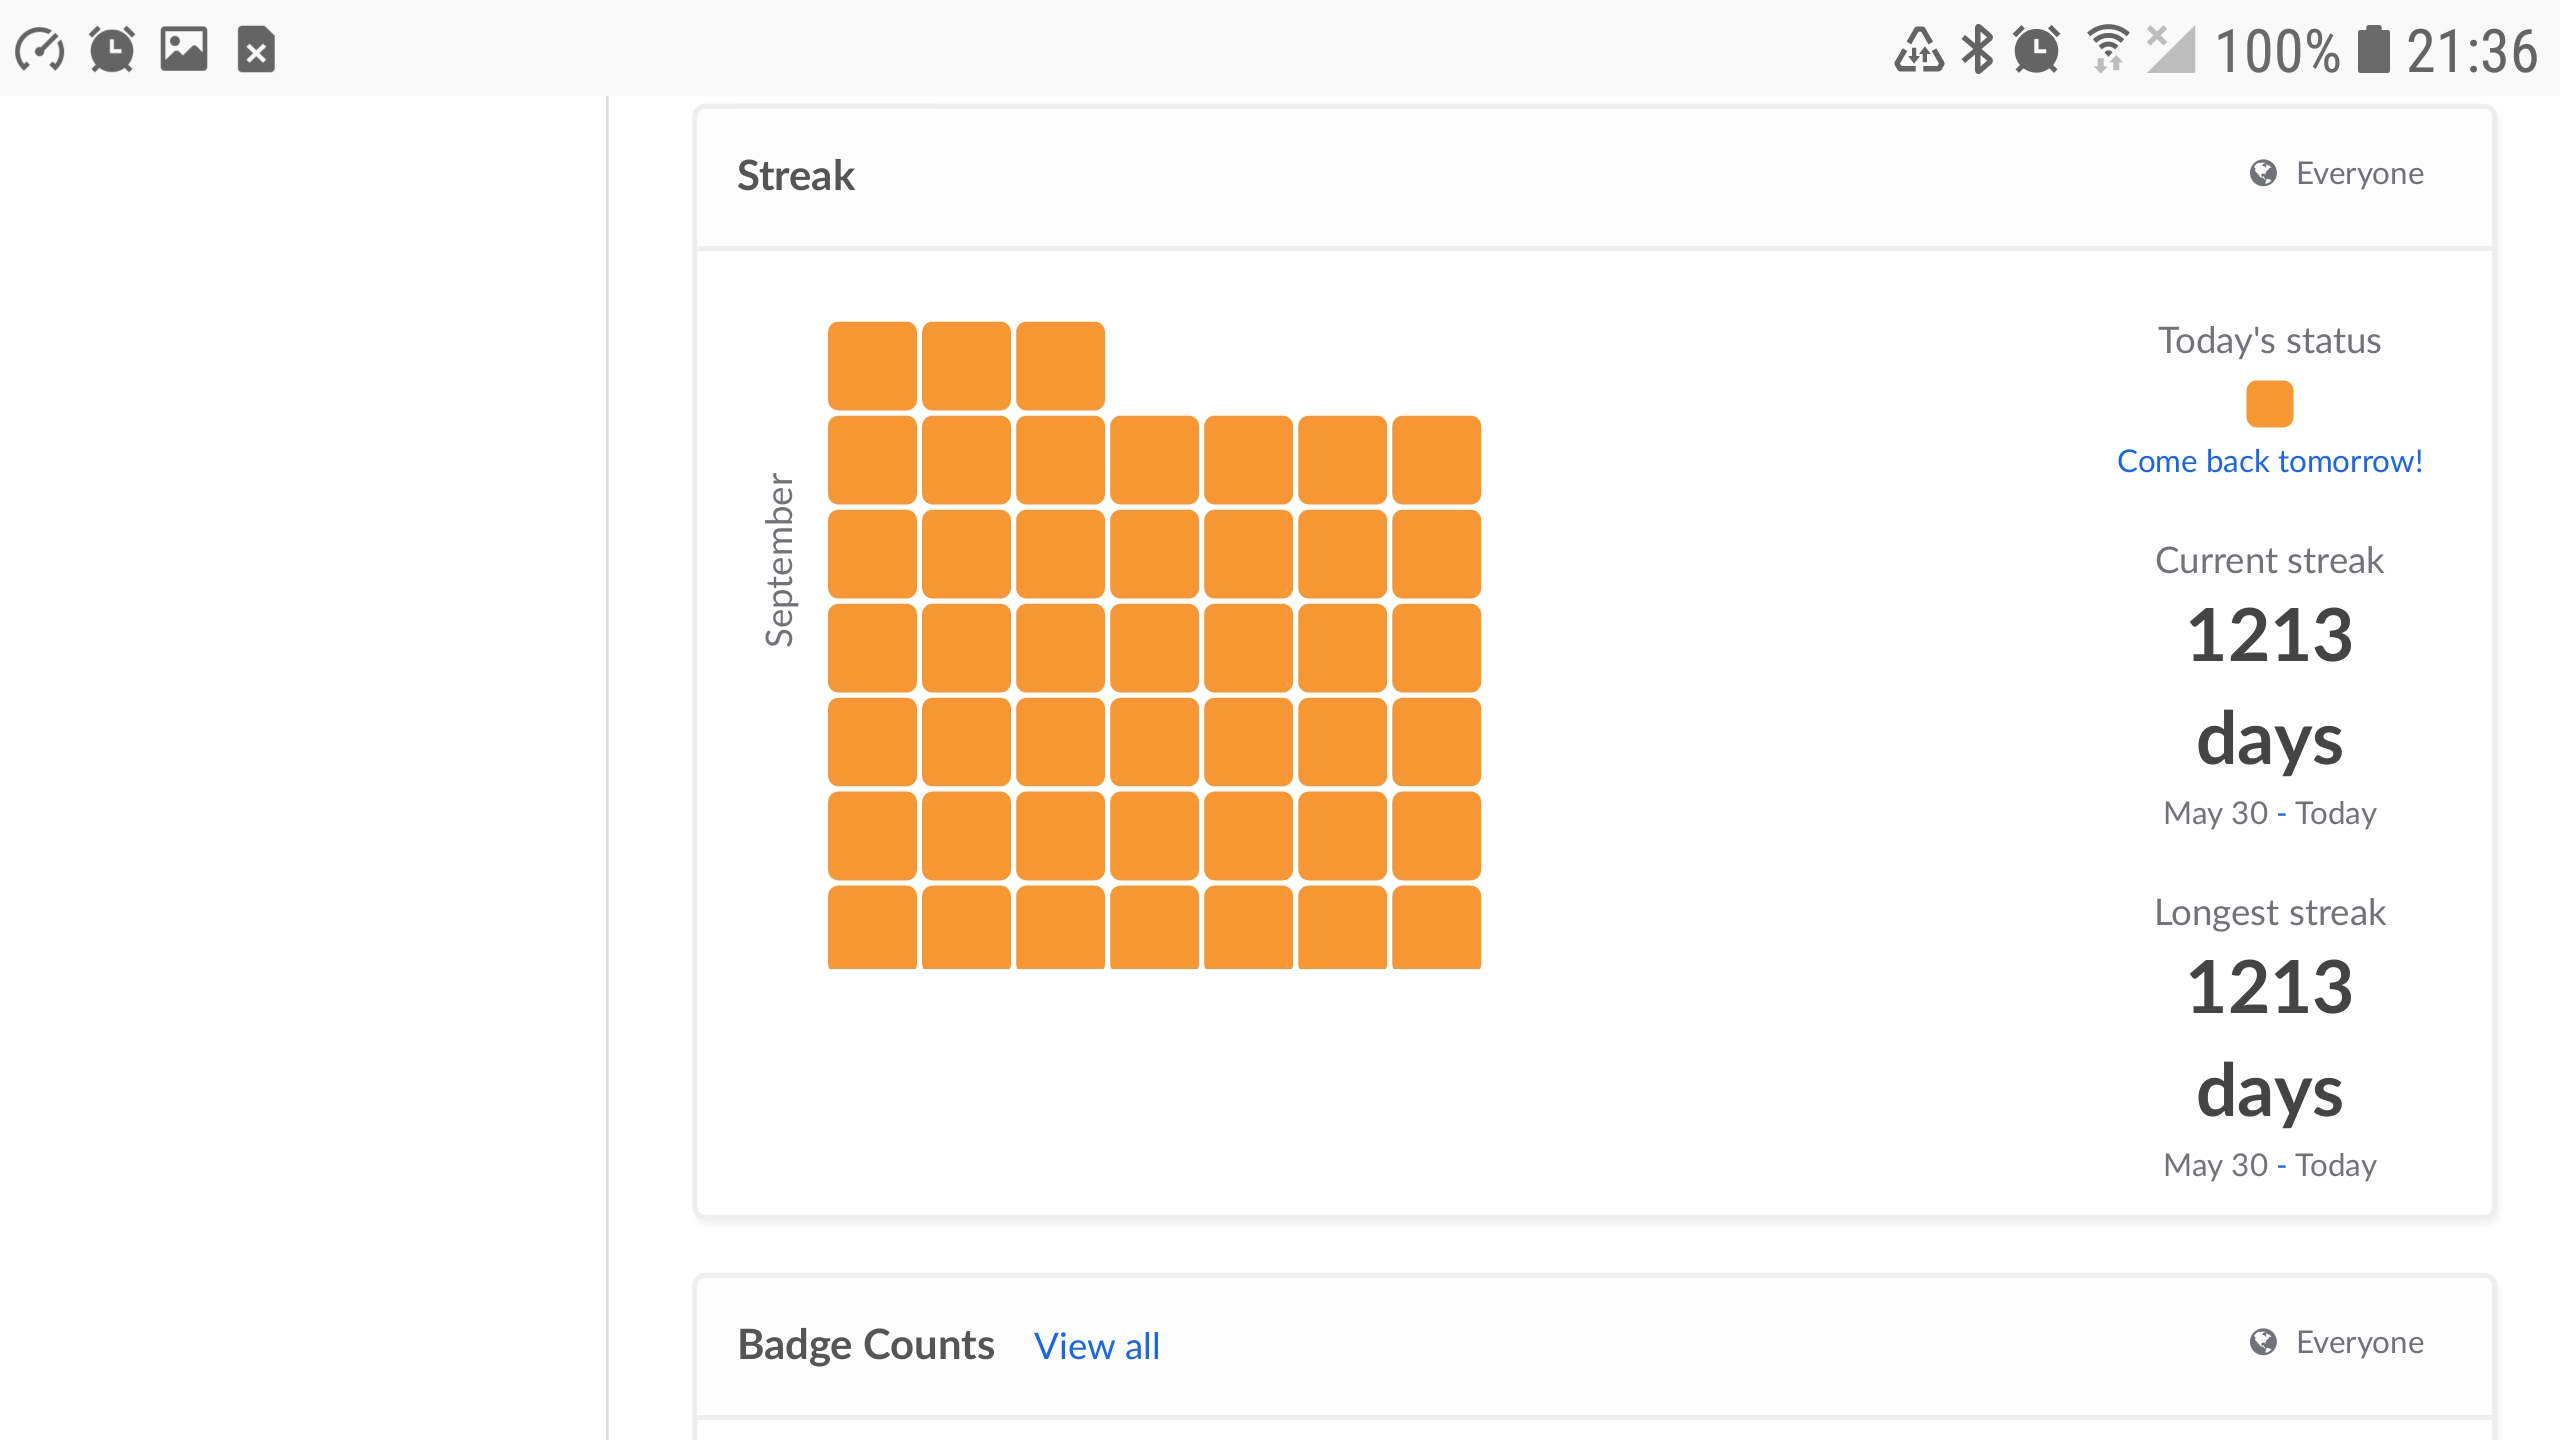 100% 21:36
Streak
Everyone
September
Today's status
Come back tomorrow!
Current streak
1213
days
May 30 - Today
Longest streak
1213
days
May 30 - Today
Badge Counts View all
Everyone